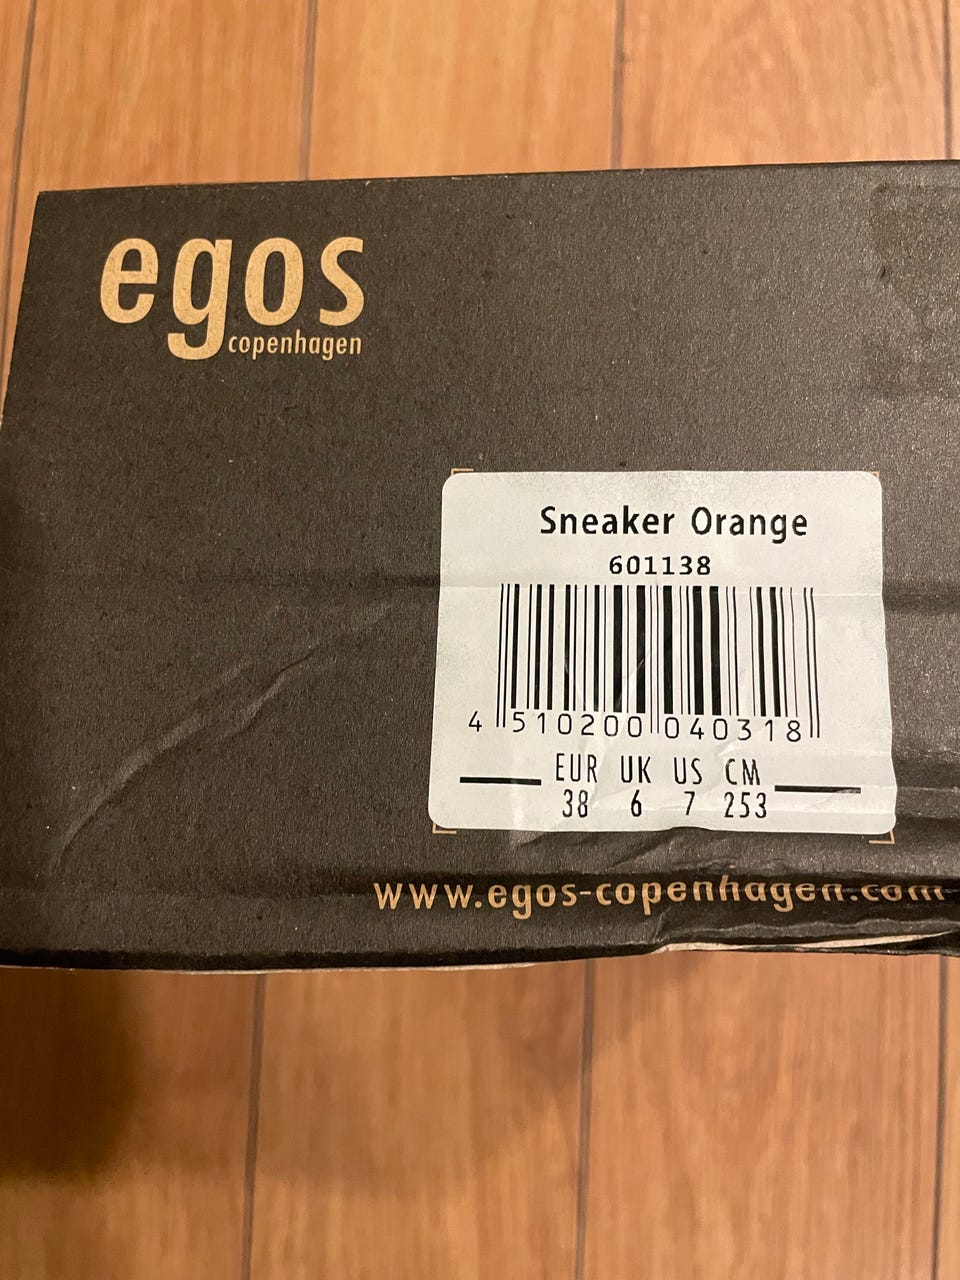 egos
copenhagen
Sneaker Orange
601138
4 510200 040318
EUR UK US CM
38 6 7 253
www.egos-copenhagen.com